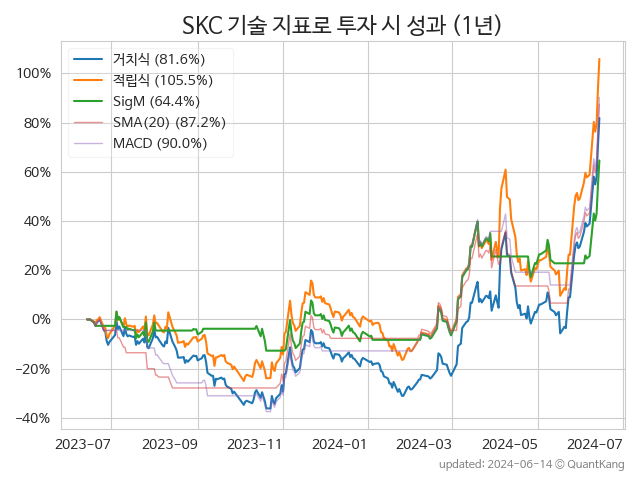 SKC 기술 지표로 투자 시 성과 (1년)
거치식 (81.6%)
적립식 (105.5%)
SigM (64.4%)
SMA(20) (87.2%)
MACD (90.0%)
100%
80%
60%
40%
20%
0%
−20%
−40%
2023-07 2023-09 2023-11 2024-01 2024-03 2024-05 2024-07
updated: 2024-06-14 © QuantKang